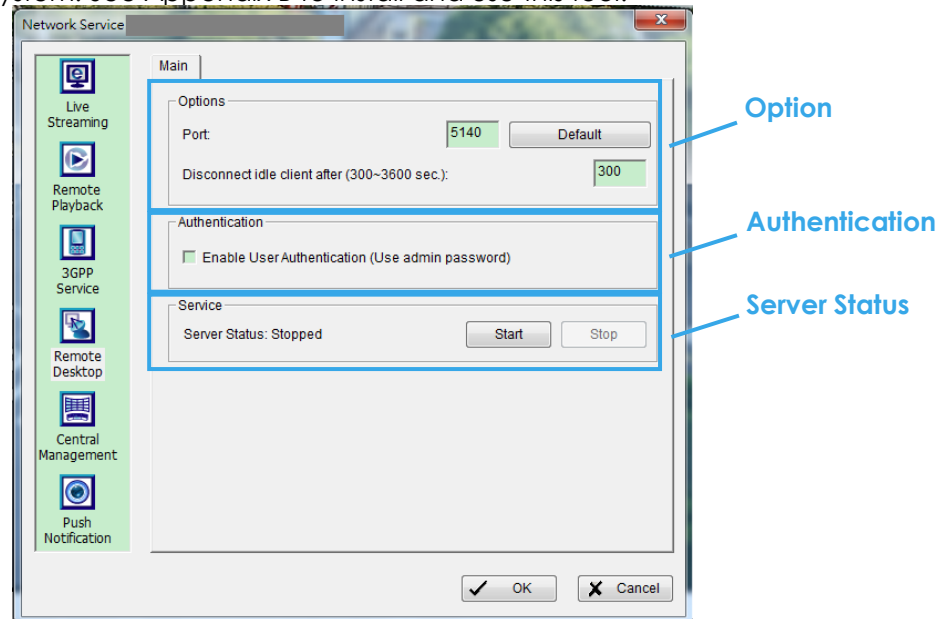 Network Service
Main
Live
Streaming
Remote
Playback
3GPP
Service
Remote
Desktop
Central
Management
Push
Notification
Options
Port:
5140
Default
Disconnect idle client after (300~3600 sec.):
300
Authentication
Enable User Authentication (Use admin password)
Service
Server Status: Stopped
Start
Stop
OK
Cancel
Option
Authentication
Server Status